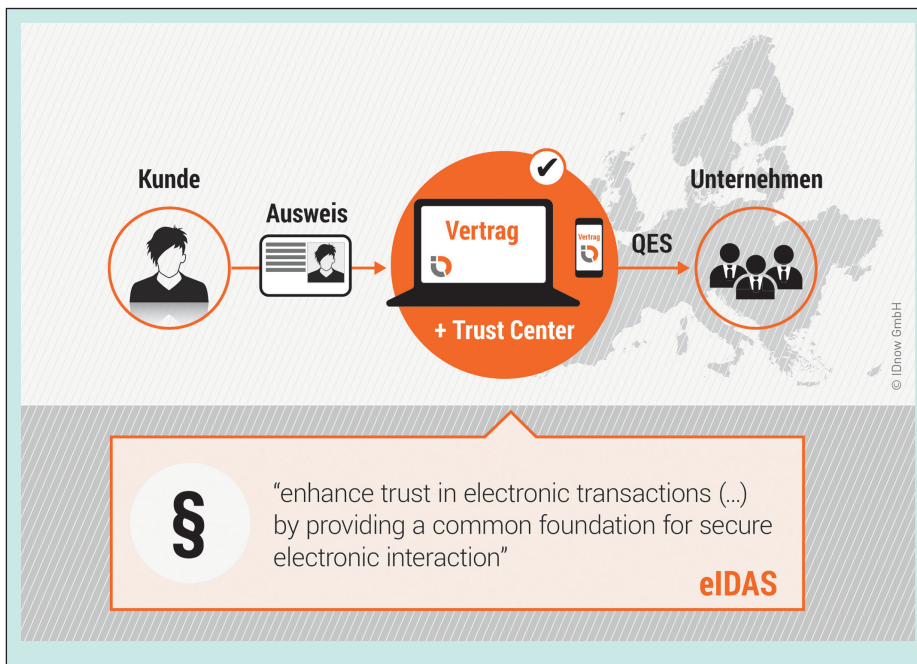 Kunde
Ausweis
Vertrag
+ Trust Center
Vertrag
QES
Unternehmen
© IDnow GmbH
§
“enhance trust in electronic transactions (...)
by providing a common foundation for secure
electronic interaction”
eIDAS